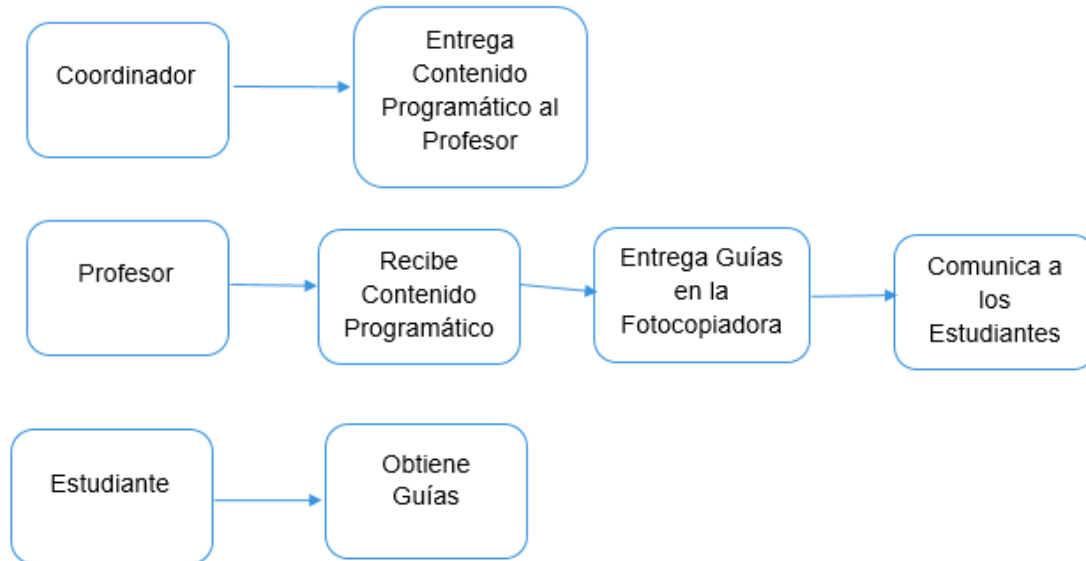 Coordinador
Entrega
Contenido
Programático al
Profesor
Profesor
Recibe
Contenido
Programático
Entrega Guías
en la
Fotocopiadora
Comunica a
los
Estudiantes
Estudiante
Obtiene
Guías